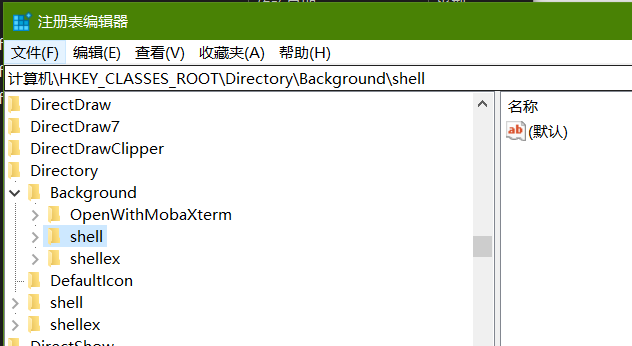 注册表编辑器
文件(F) 编辑(E) 查看(V) 收藏夹(A) 帮助(H)
计算机\HKEY_CLASSES_ROOT\Directory\Background\shell
DirectDraw
DirectDraw7
DirectDrawClipper
Directory
Background
OpenWithMobaXterm
shell
shellex
DefaultIcon
shell
shellex
DirectShow
名称
ab (默认)